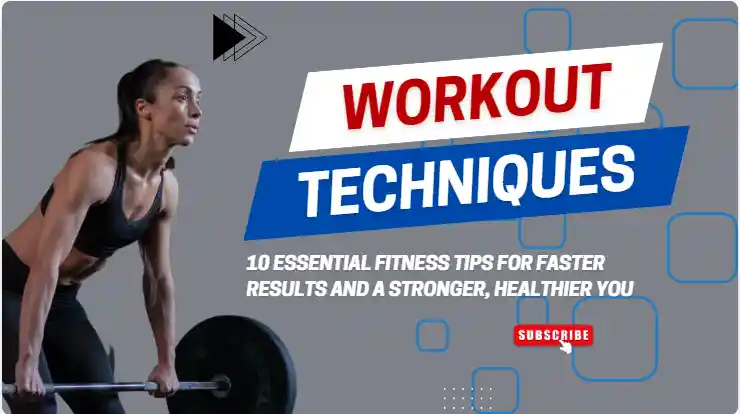 WORKOUT
TECHNIQUES
10 ESSENTIAL FITNESS TIPS FOR FASTER
RESULTS AND A STRONGER, HEALTHIER YOU
SUBSCRIBE